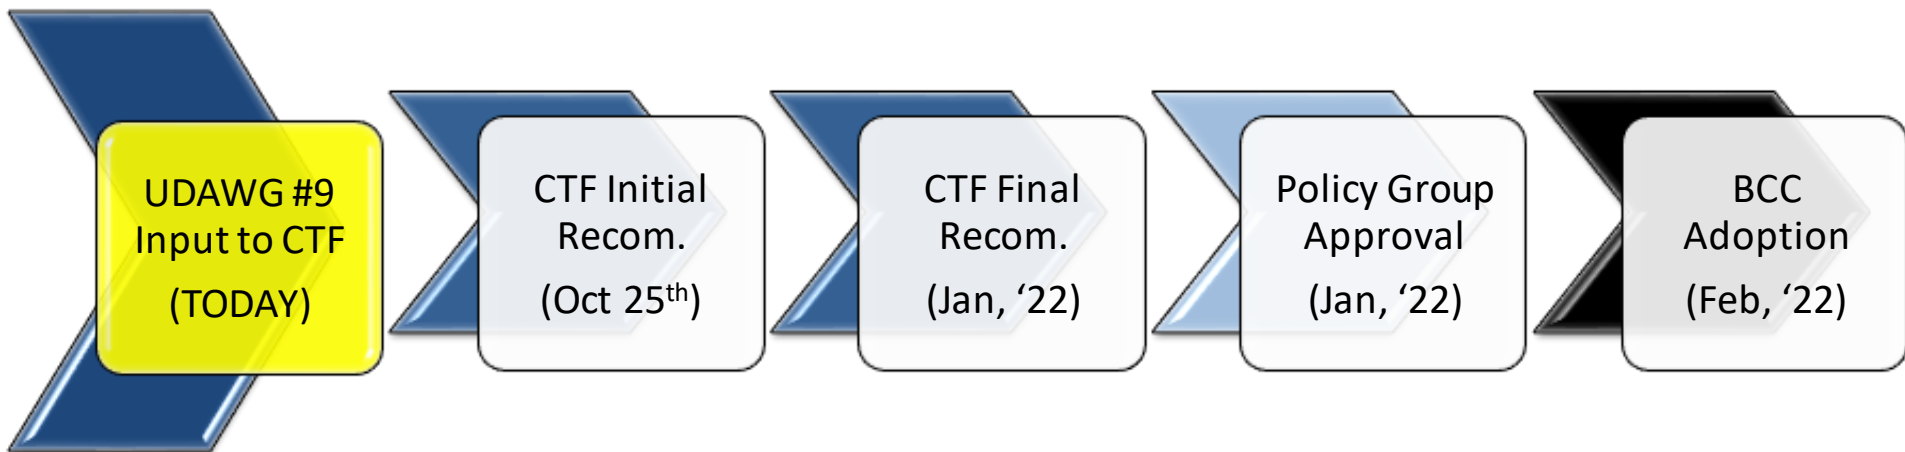 UDAWG #9
Input to CTF
(TODAY)
CTF Initial
Recom.
(Oct 25th)
CTF Final
Recom.
(Jan, ‘22)
Policy Group
Approval
(Jan, ‘22)
BCC
Adoption
(Feb, ‘22)